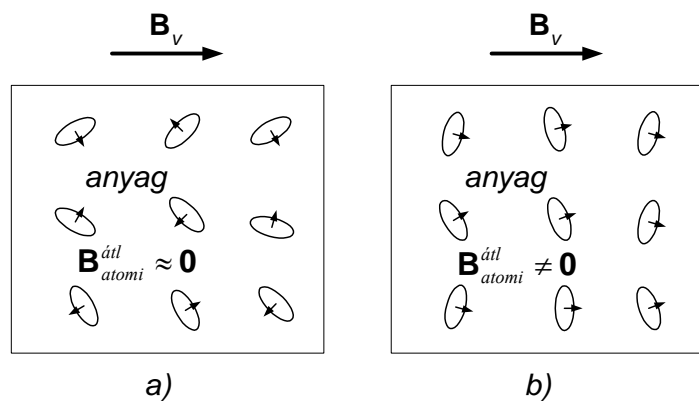 B_v
B_v
anyag
anyag
B^{átl}_{atomi} ≈ 0
B^{átl}_{atomi} ≠ 0
a)
b)